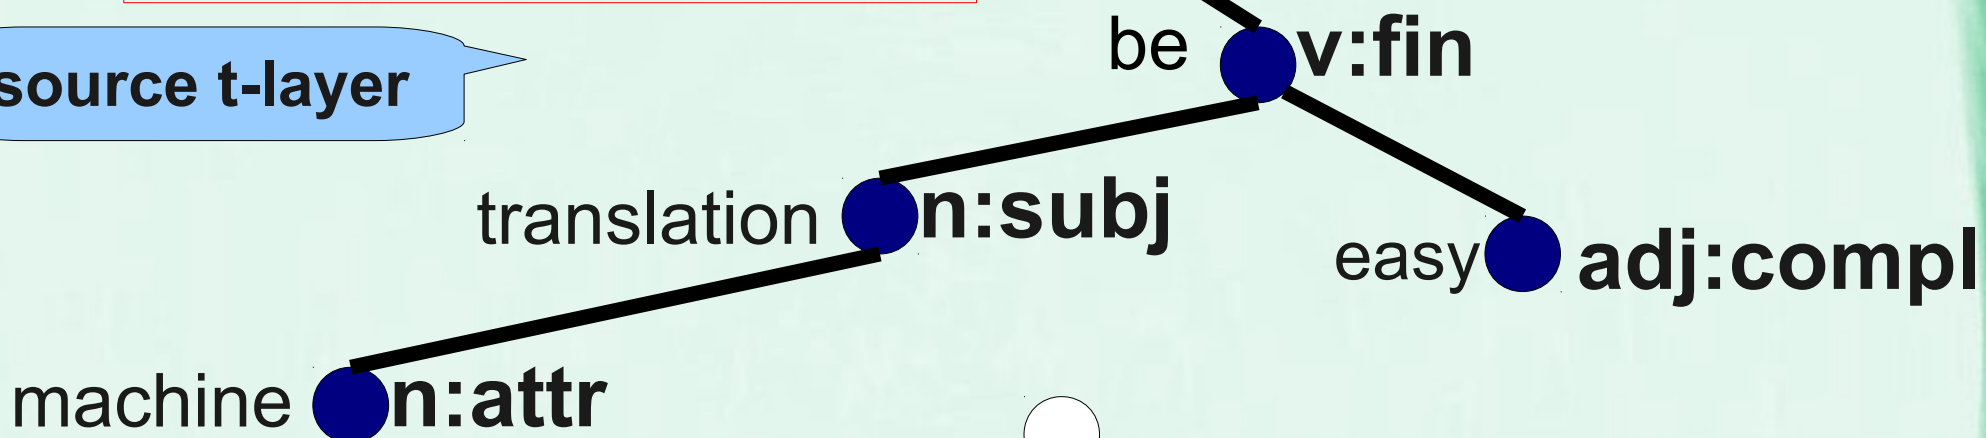 be v:fin
source t-layer
translation n:subj
easy adj:compl
machine n:attr